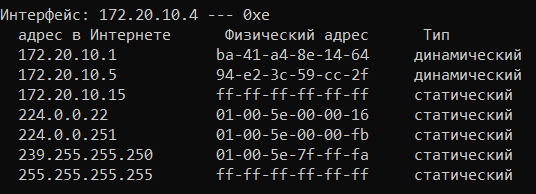 Интерфейс: 172.20.10.4 --- 0xe
адрес в Интернете Физический адрес Тип
172.20.10.1 ba-41-a4-8e-14-64 динамический
172.20.10.5 94-e2-3c-59-cc-2f динамический
172.20.10.15 ff-ff-ff-ff-ff-ff статический
224.0.0.22 01-00-5e-00-00-16 статический
224.0.0.251 01-00-5e-00-00-fb статический
239.255.255.250 01-00-5e-7f-ff-fa статический
255.255.255.255 ff-ff-ff-ff-ff-ff статический